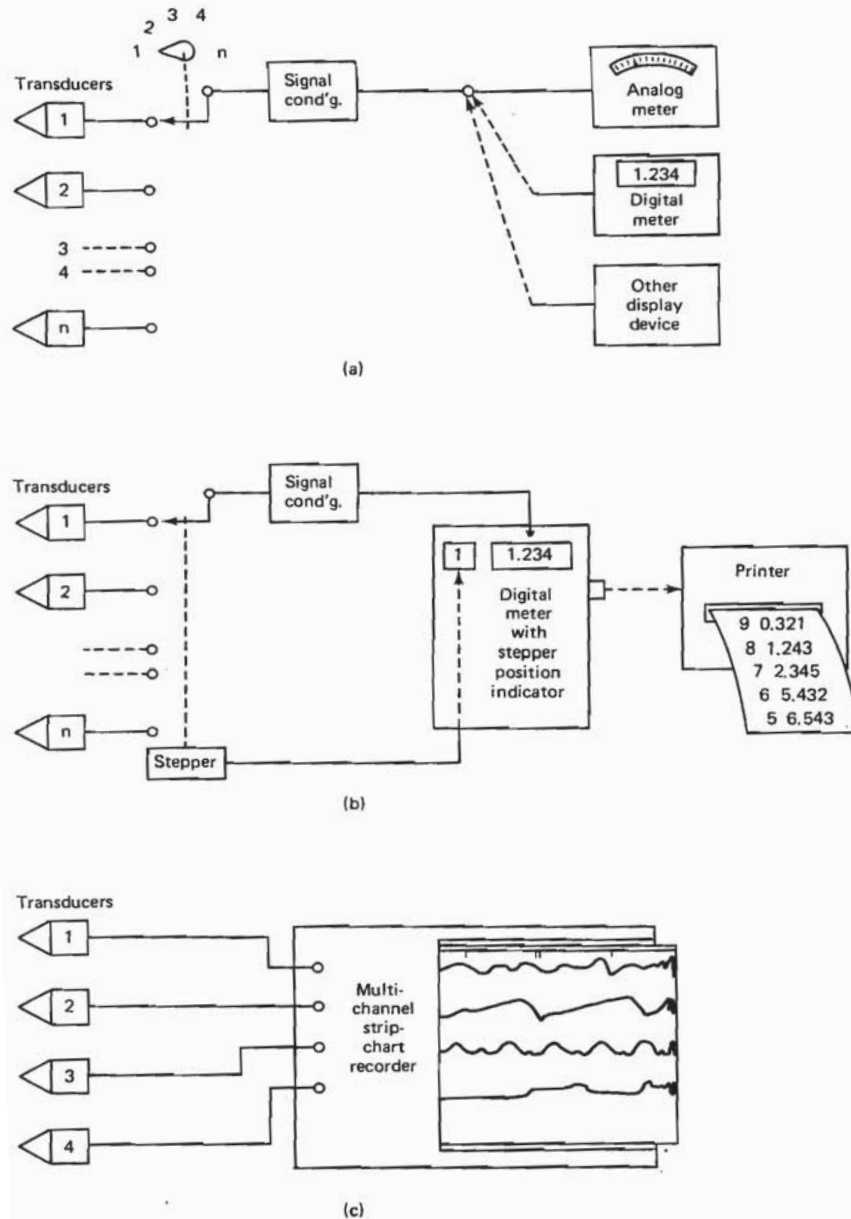 3 4
2
1 n
Transducers
1
Signal
cond'g.
Analog
meter
2
1.234
Digital
meter
3
4
Other
display
device
n
(a)
Transducers
1
Signal
cond'g.
1 1.234
Digital
meter
with
stepper
position
indicator
Printer
9 0.321
8 1.243
7 2.345
6 5.432
5 6.543
2
n
Stepper
(b)
Transducers
1
2
3
4
Multi-
channel
strip-
chart
recorder
(c)